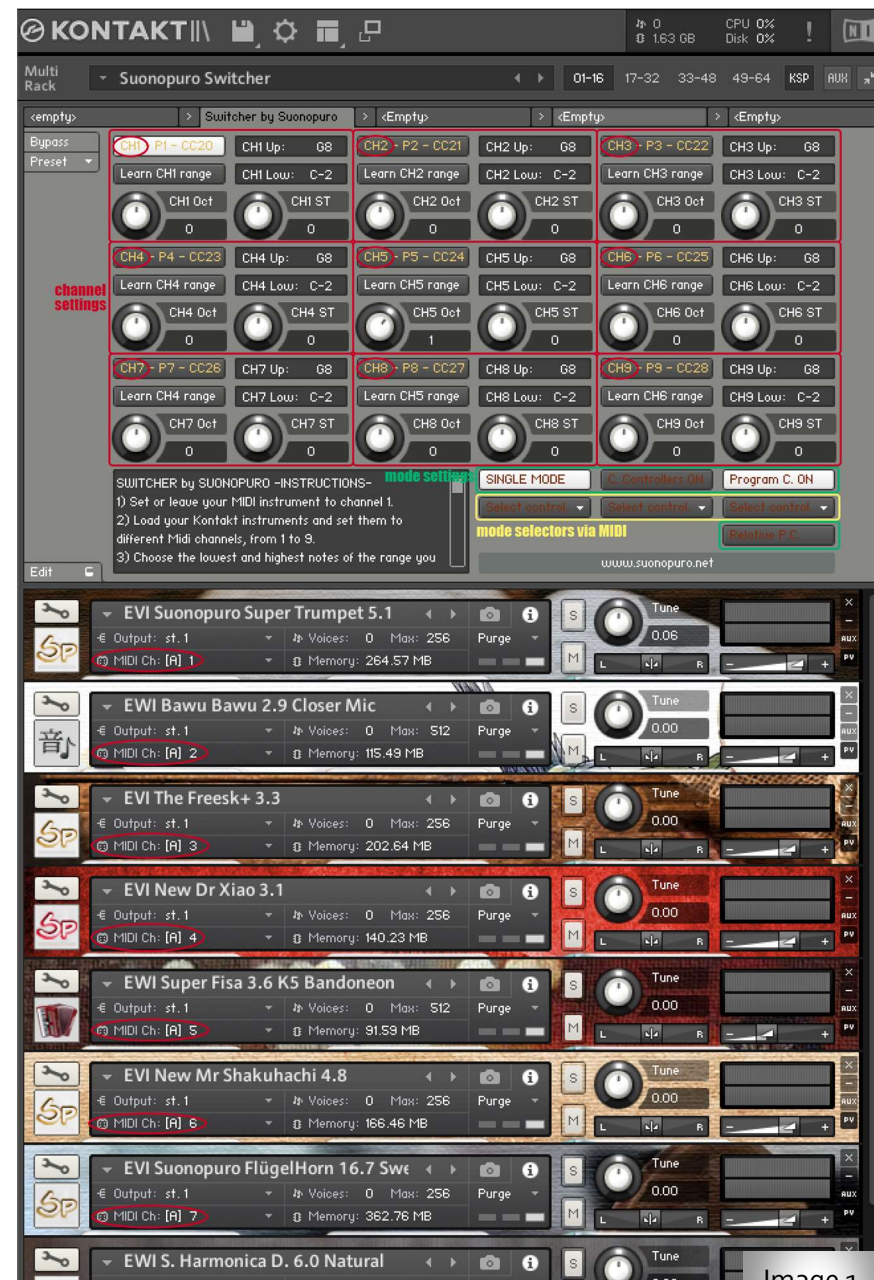 KONTAKT
0
1.63 GB
CPU 0%
Disk 0%
!
Multi Rack
Suonopuro Switcher
01-16 17-32 33-48 49-64 KSP AUX
<empty> Switcher by Suonopuro <Empty> <Empty> <Empty>
Bypass
Preset
CH1 - P1 - CC20 CH1 Up: G8 CH2 - P2 - CC21 CH2 Up: G8 CH3 - P3 - CC22 CH3 Up: G8
Learn CH1 range CH1 Low: C-2 Learn CH2 range CH2 Low: C-2 Learn CH3 range CH3 Low: C-2
CH1 Oct CH1 ST CH2 Oct CH2 ST CH3 Oct CH3 ST
0 0 0 0 0 0
CH4 - P4 - CC23 CH4 Up: G8 CH5 - P5 - CC24 CH5 Up: G8 CH6 - P6 - CC25 CH6 Up: G8
channel settings
Learn CH4 range CH4 Low: C-2 Learn CH5 range CH5 Low: C-2 Learn CH6 range CH6 Low: C-2
CH4 Oct CH4 ST CH5 Oct CH5 ST CH6 Oct CH6 ST
0 0 1 0 0 0
CH7 - P7 - CC26 CH7 Up: G8 CH8 - P8 - CC27 CH8 Up: G8 CH9 - P9 - CC28 CH9 Up: G8
Learn CH4 range CH7 Low: C-2 Learn CH5 range CH8 Low: C-2 Learn CH6 range CH9 Low: C-2
CH7 Oct CH7 ST CH8 Oct CH8 ST CH9 Oct CH9 ST
0 0 0 0 0 0
SWITCHER by SUONOPURO -INSTRUCTIONS-
1) Set or leave your MIDI instrument to channel 1.
2) Load your Kontakt instruments and set them to
different Midi channels, from 1 to 9.
3) Choose the lowest and highest notes of the range you
mode settings
SINGLE MODE C. Controllers ON Program C. ON
Select control. Select control. Select control.
mode selectors via MIDI
Relative P.C.
www.suonopuro.net
Edit
EVI Suonopuro Super Trumpet 5.1
Output: st.1 Voices: 0 Max: 256 Purge
MIDI Ch: [A] 1 Memory: 264.57 MB
SP
S M
Tune
0.06
L R - + AUX PV
EWI Bawu Bawu 2.9 Closer Mic
Output: st.1 Voices: 0 Max: 512 Purge
MIDI Ch: [A] 2 Memory: 115.49 MB
音
S M
Tune
0.00
L R - + AUX PV
EVI The Freesk+ 3.3
Output: st.1 Voices: 0 Max: 256 Purge
MIDI Ch: [A] 3 Memory: 202.64 MB
SP
S M
Tune
0.00
L R - + AUX PV
EVI New Dr Xiao 3.1
Output: st.1 Voices: 0 Max: 256 Purge
MIDI Ch: [A] 4 Memory: 140.23 MB
SP
S M
Tune
0.00
L R - + AUX PV
EWI Super Fisa 3.6 K5 Bandoneon
Output: st.1 Voices: 0 Max: 512 Purge
MIDI Ch: [A] 5 Memory: 91.59 MB
S M
Tune
0.00
L R - + AUX PV
EVI New Mr Shakuhachi 4.8
Output: st.1 Voices: 0 Max: 256 Purge
MIDI Ch: [A] 6 Memory: 166.46 MB
SP
S M
Tune
0.00
L R - + AUX PV
EVI Suonopuro FlügelHorn 16.7 Swe
Output: st.1 Voices: 0 Max: 256 Purge
MIDI Ch: [A] 7 Memory: 362.76 MB
SP
S M
Tune
0.00
L R - + AUX PV
EWI S. Harmonica D. 6.0 Natural
S
Tune
Image 1